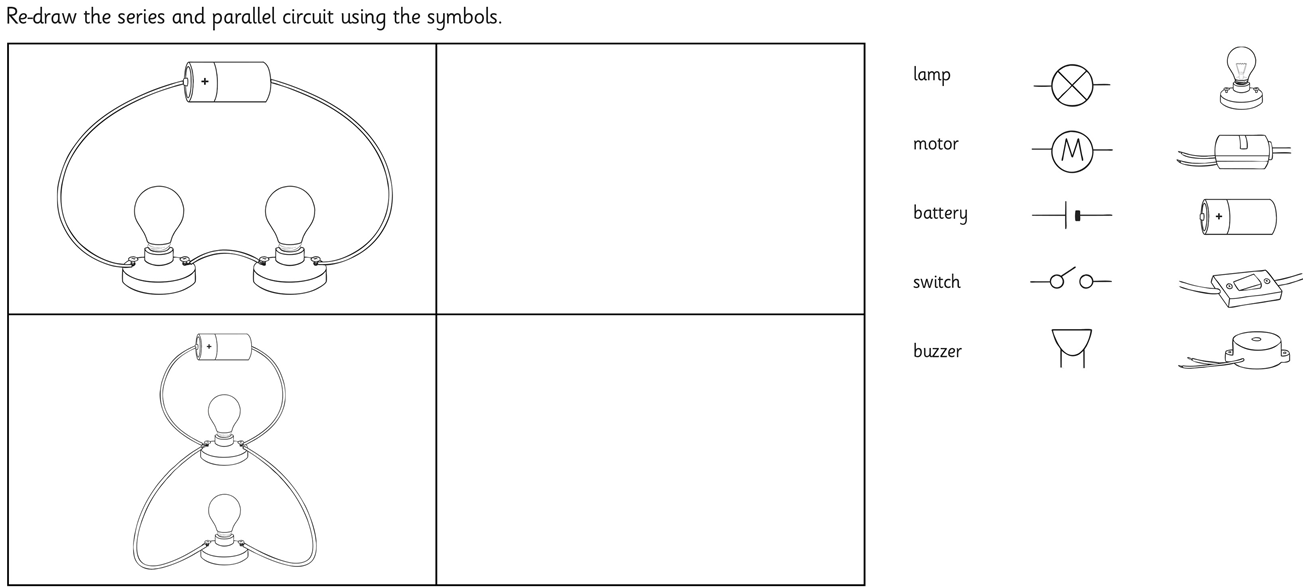 Re-draw the series and parallel circuit using the symbols.
+
lamp
motor
M
battery
+
switch
buzzer
+